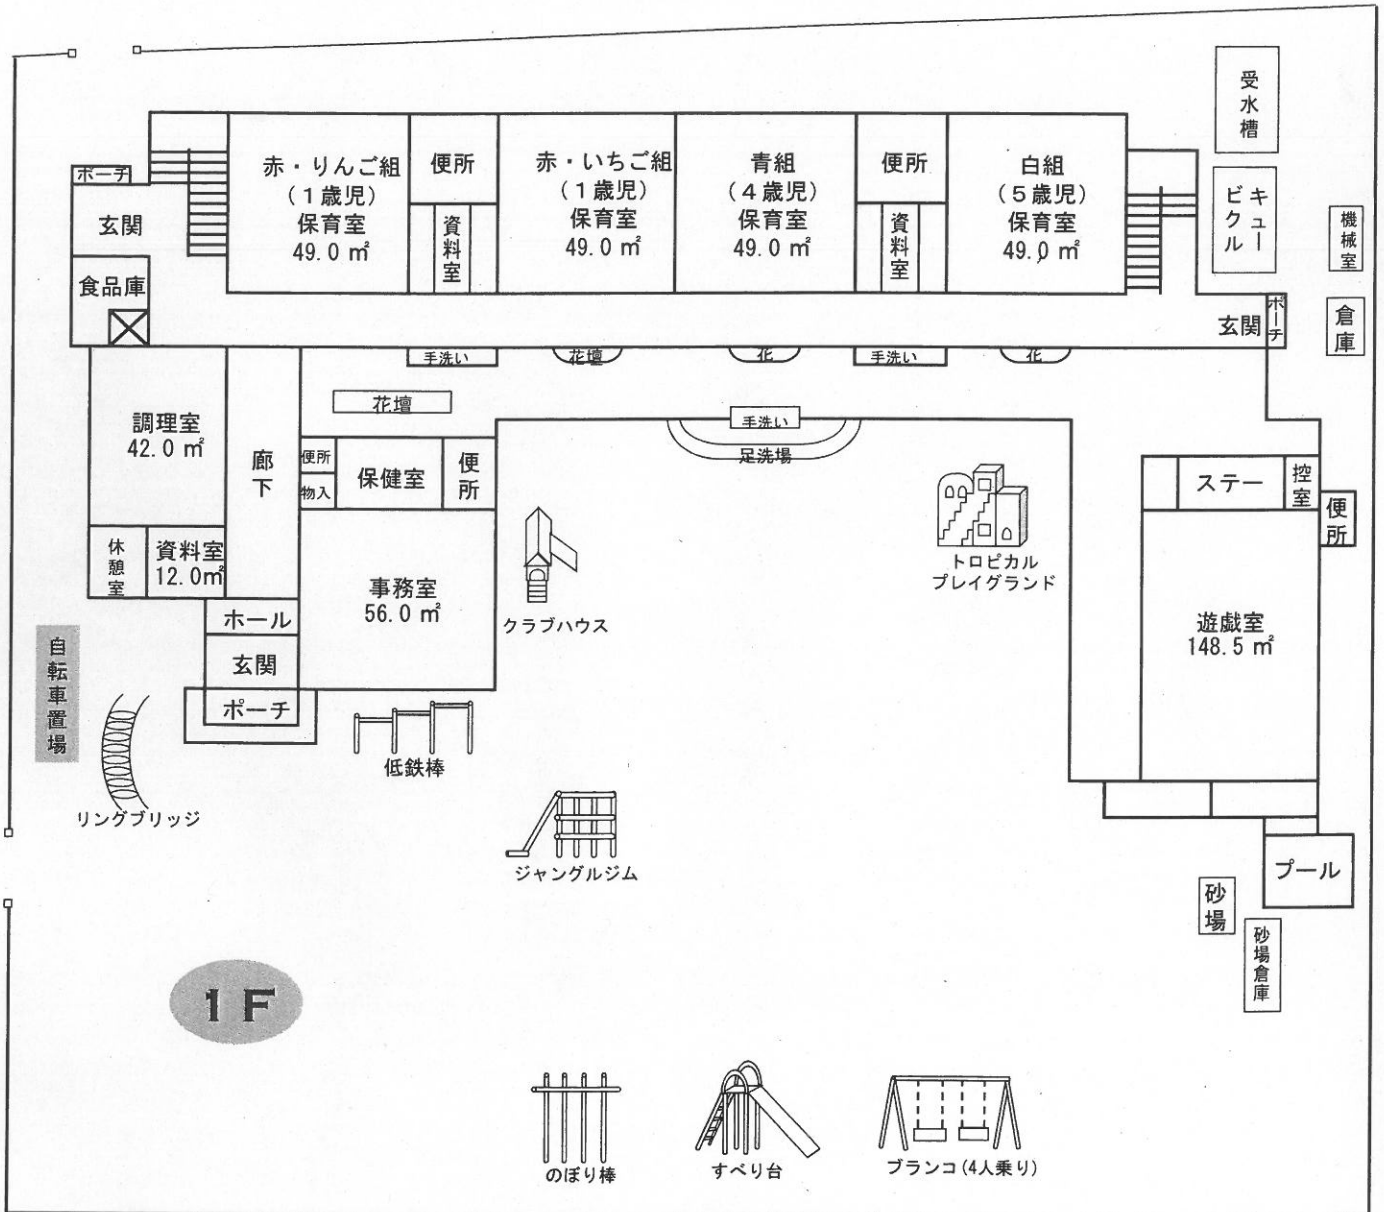 受水槽
キュービクル
機械室
倉庫
ポーチ
玄関
食品庫
赤・りんご組
(1歳児)
保育室
49.0 ㎡
便所
資料室
赤・いちご組
(1歳児)
保育室
49.0 ㎡
青組
(4歳児)
保育室
49.0 ㎡
便所
資料室
白組
(5歳児)
保育室
49.0 ㎡
玄関
ポーチ
手洗い
花壇
花
手洗い
花
花壇
手洗い
足洗場
調理室
42.0 ㎡
廊下
便所
物入
保健室
便所
休憩室
資料室
12.0㎡
事務室
56.0 ㎡
ホール
玄関
ポーチ
自転車置場
リングブリッジ
低鉄棒
クラブハウス
トロピカル
プレイグランド
ステー
控室
便所
遊戯室
148.5 ㎡
ジャングルジム
プール
砂場
砂場倉庫
1F
のぼり棒
すべり台
ブランコ(4人乗り)